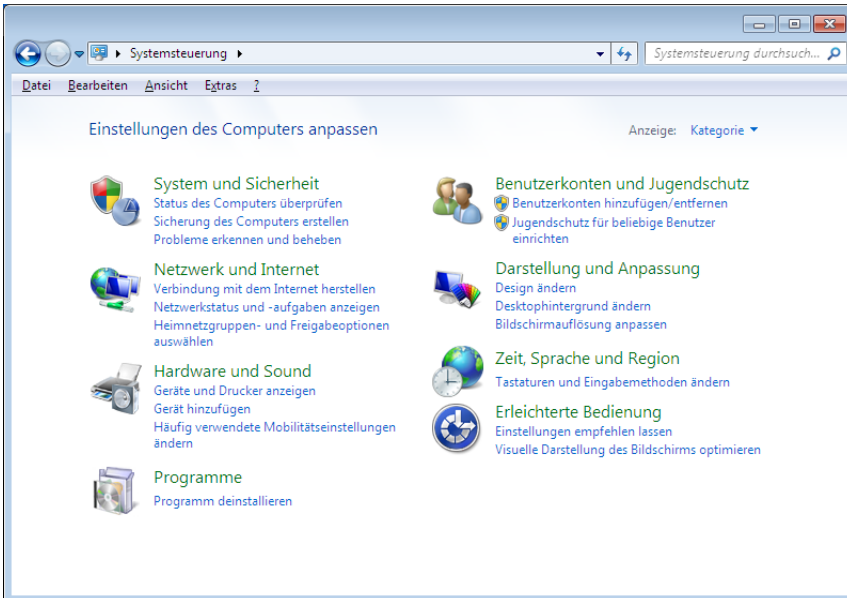 Systemsteuerung
Systemsteuerung durchsuch...
Datei Bearbeiten Ansicht Extras ?
Einstellungen des Computers anpassen
Anzeige: Kategorie
System und Sicherheit
Status des Computers überprüfen
Sicherung des Computers erstellen
Probleme erkennen und beheben
Netzwerk und Internet
Verbindung mit dem Internet herstellen
Netzwerkstatus und -aufgaben anzeigen
Heimnetzgruppen- und Freigabeoptionen
auswählen
Hardware und Sound
Geräte und Drucker anzeigen
Gerät hinzufügen
Häufig verwendete Mobilitätseinstellungen
ändern
Programme
Programm deinstallieren
Benutzerkonten und Jugendschutz
Benutzerkonten hinzufügen/entfernen
Jugendschutz für beliebige Benutzer
einrichten
Darstellung und Anpassung
Design ändern
Desktophintergrund ändern
Bildschirmauflösung anpassen
Zeit, Sprache und Region
Tastaturen und Eingabemethoden ändern
Erleichterte Bedienung
Einstellungen empfehlen lassen
Visuelle Darstellung des Bildschirms optimieren